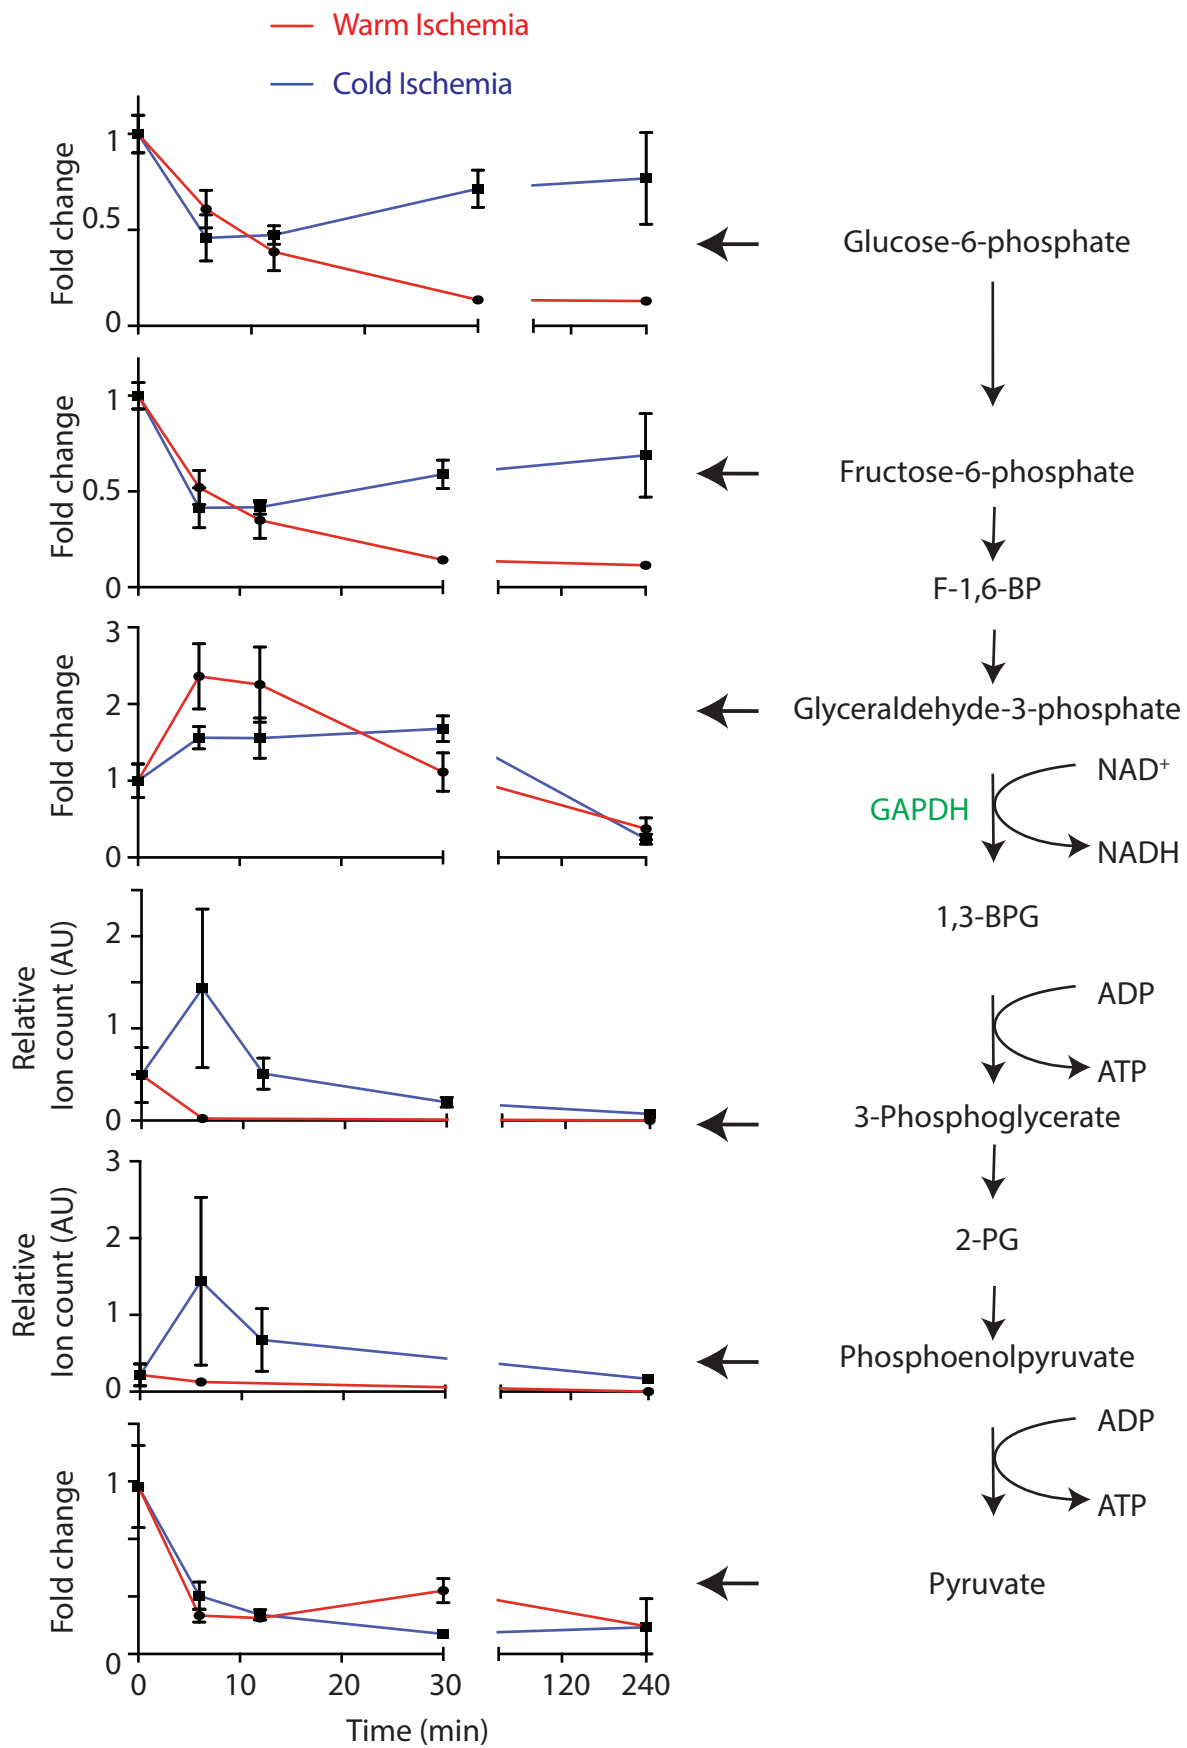 Warm Ischemia
Cold Ischemia
Fold change
1
0.5
0
Glucose-6-phosphate
Fold change
1
0.5
0
Fructose-6-phosphate
F-1,6-BP
Fold change
3
2
1
0
Glyceraldehyde-3-phosphate
NAD+
GAPDH
NADH
1,3-BPG
Relative
Ion count (AU)
2
1
0
ADP
ATP
3-Phosphoglycerate
Relative
Ion count (AU)
3
2
1
0
2-PG
Phosphoenolpyruvate
ADP
ATP
Fold change
1
0
Pyruvate
0 10 20 30 120 240
Time (min)